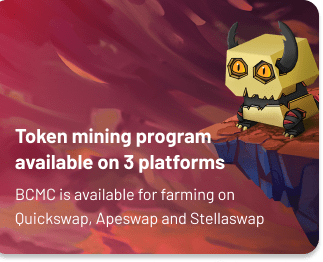 Token mining program
available on 3 platforms
BCMC is available for farming on
Quickswap, Apeswap and Stellaswap